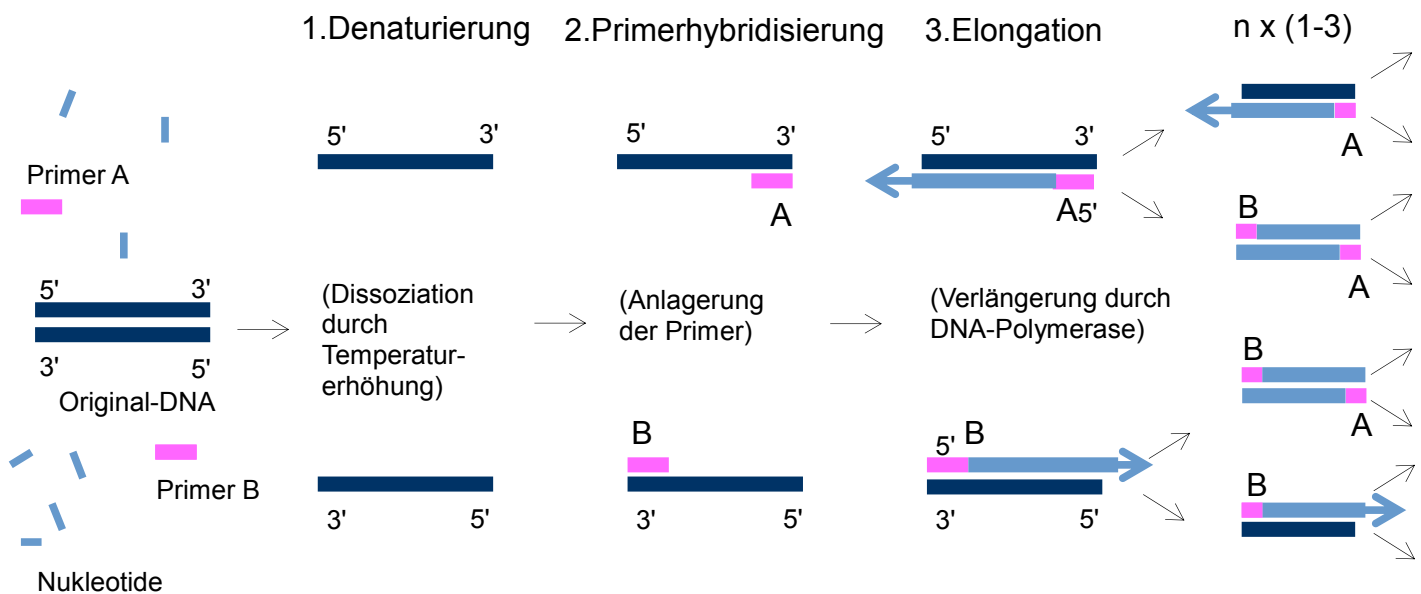 1.Denaturierung
2.Primerhybridisierung
3.Elongation
n x (1-3)
Primer A
5' 3'
3' 5'
Original-DNA
Primer B
Nukleotide
5' 3'
(Dissoziation
durch
Temperatur-
erhöhung)
3' 5'
5' 3'
A
(Anlagerung
der Primer)
B
3' 5'
5' 3'
A 5'
(Verlängerung durch
DNA-Polymerase)
5' B
3' 5'
A
B
A
B
A
B